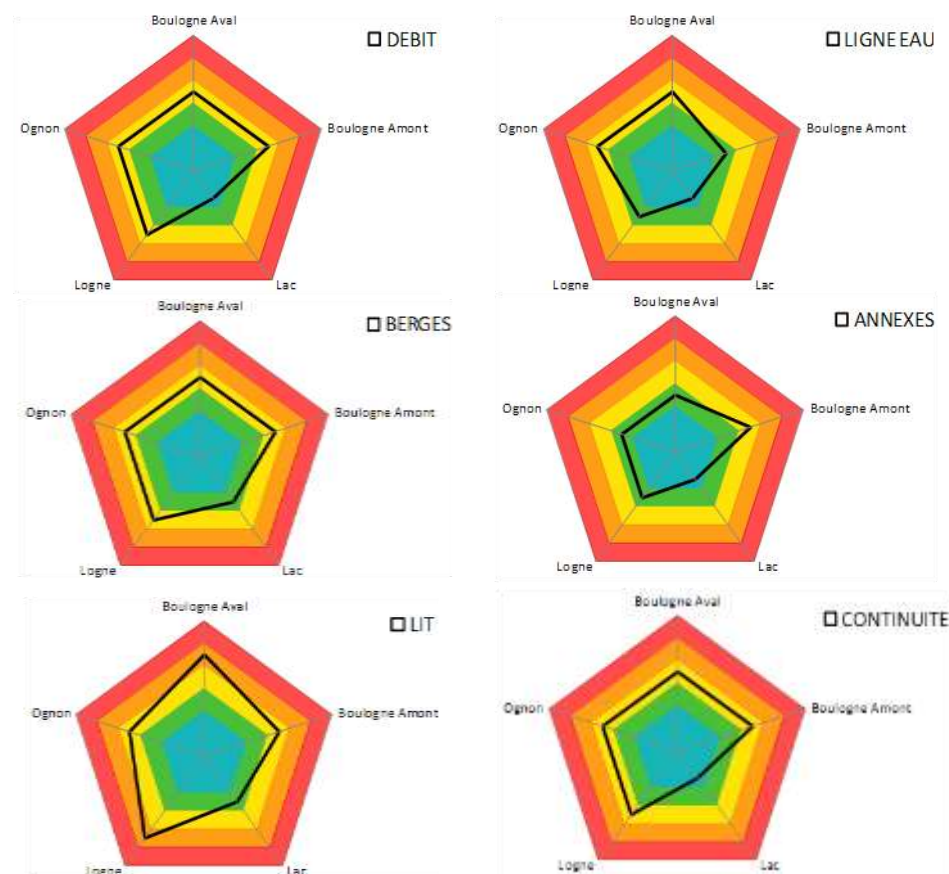 Boulogne Aval
DEBIT
Ognon
Boulogne Amont
Logne
Lac
Boulogne Aval
LIGNE EAU
Ognon
Boulogne Amont
Logne
Lac
Boulogne Aval
BERGES
Ognon
Boulogne Amont
Logne
Lac
Boulogne Aval
ANNEXES
Ognon
Boulogne Amont
Logne
Lac
Boulogne Aval
LIT
Ognon
Boulogne Amont
Logne
Lac
Boulogne Aval
CONTINUITE
Ognon
Boulogne Amont
Logne
Lac